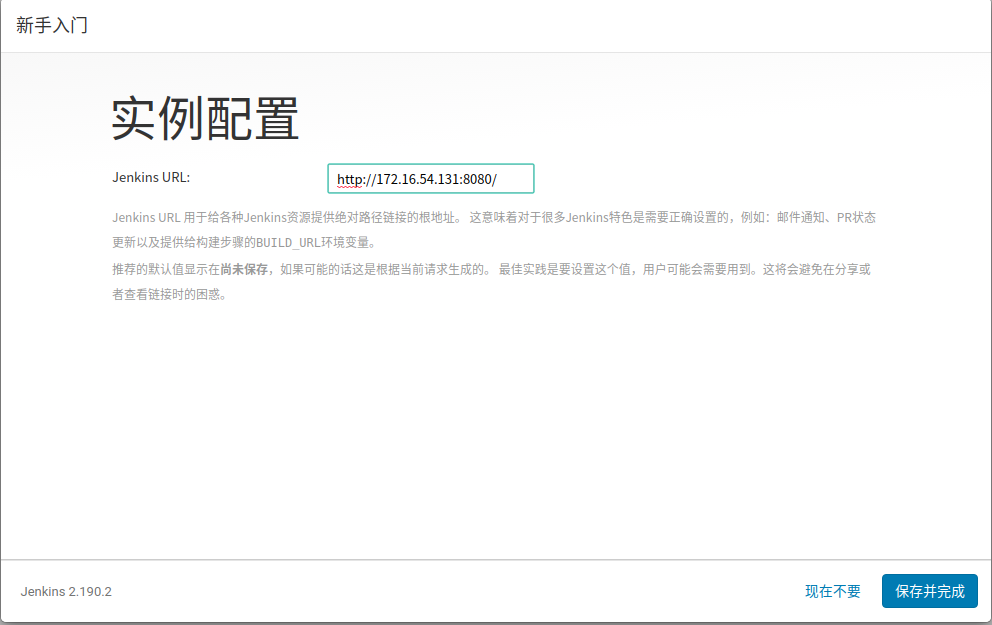 新手入门
实例配置
Jenkins URL:
http://172.16.54.131:8080/
Jenkins URL 用于给各种Jenkins资源提供绝对路径链接的根地址。 这意味着对于很多Jenkins特色是需要正确设置的，例如：邮件通知、PR状态
更新以及提供给构建步骤的BUILD_URL环境变量。
推荐的默认值显示在尚未保存，如果可能的话这是根据当前请求生成的。 最佳实践是要设置这个值，用户可能会需要用到。这将会避免在分享或
者查看链接时的困惑。
Jenkins 2.190.2
现在不要
保存并完成